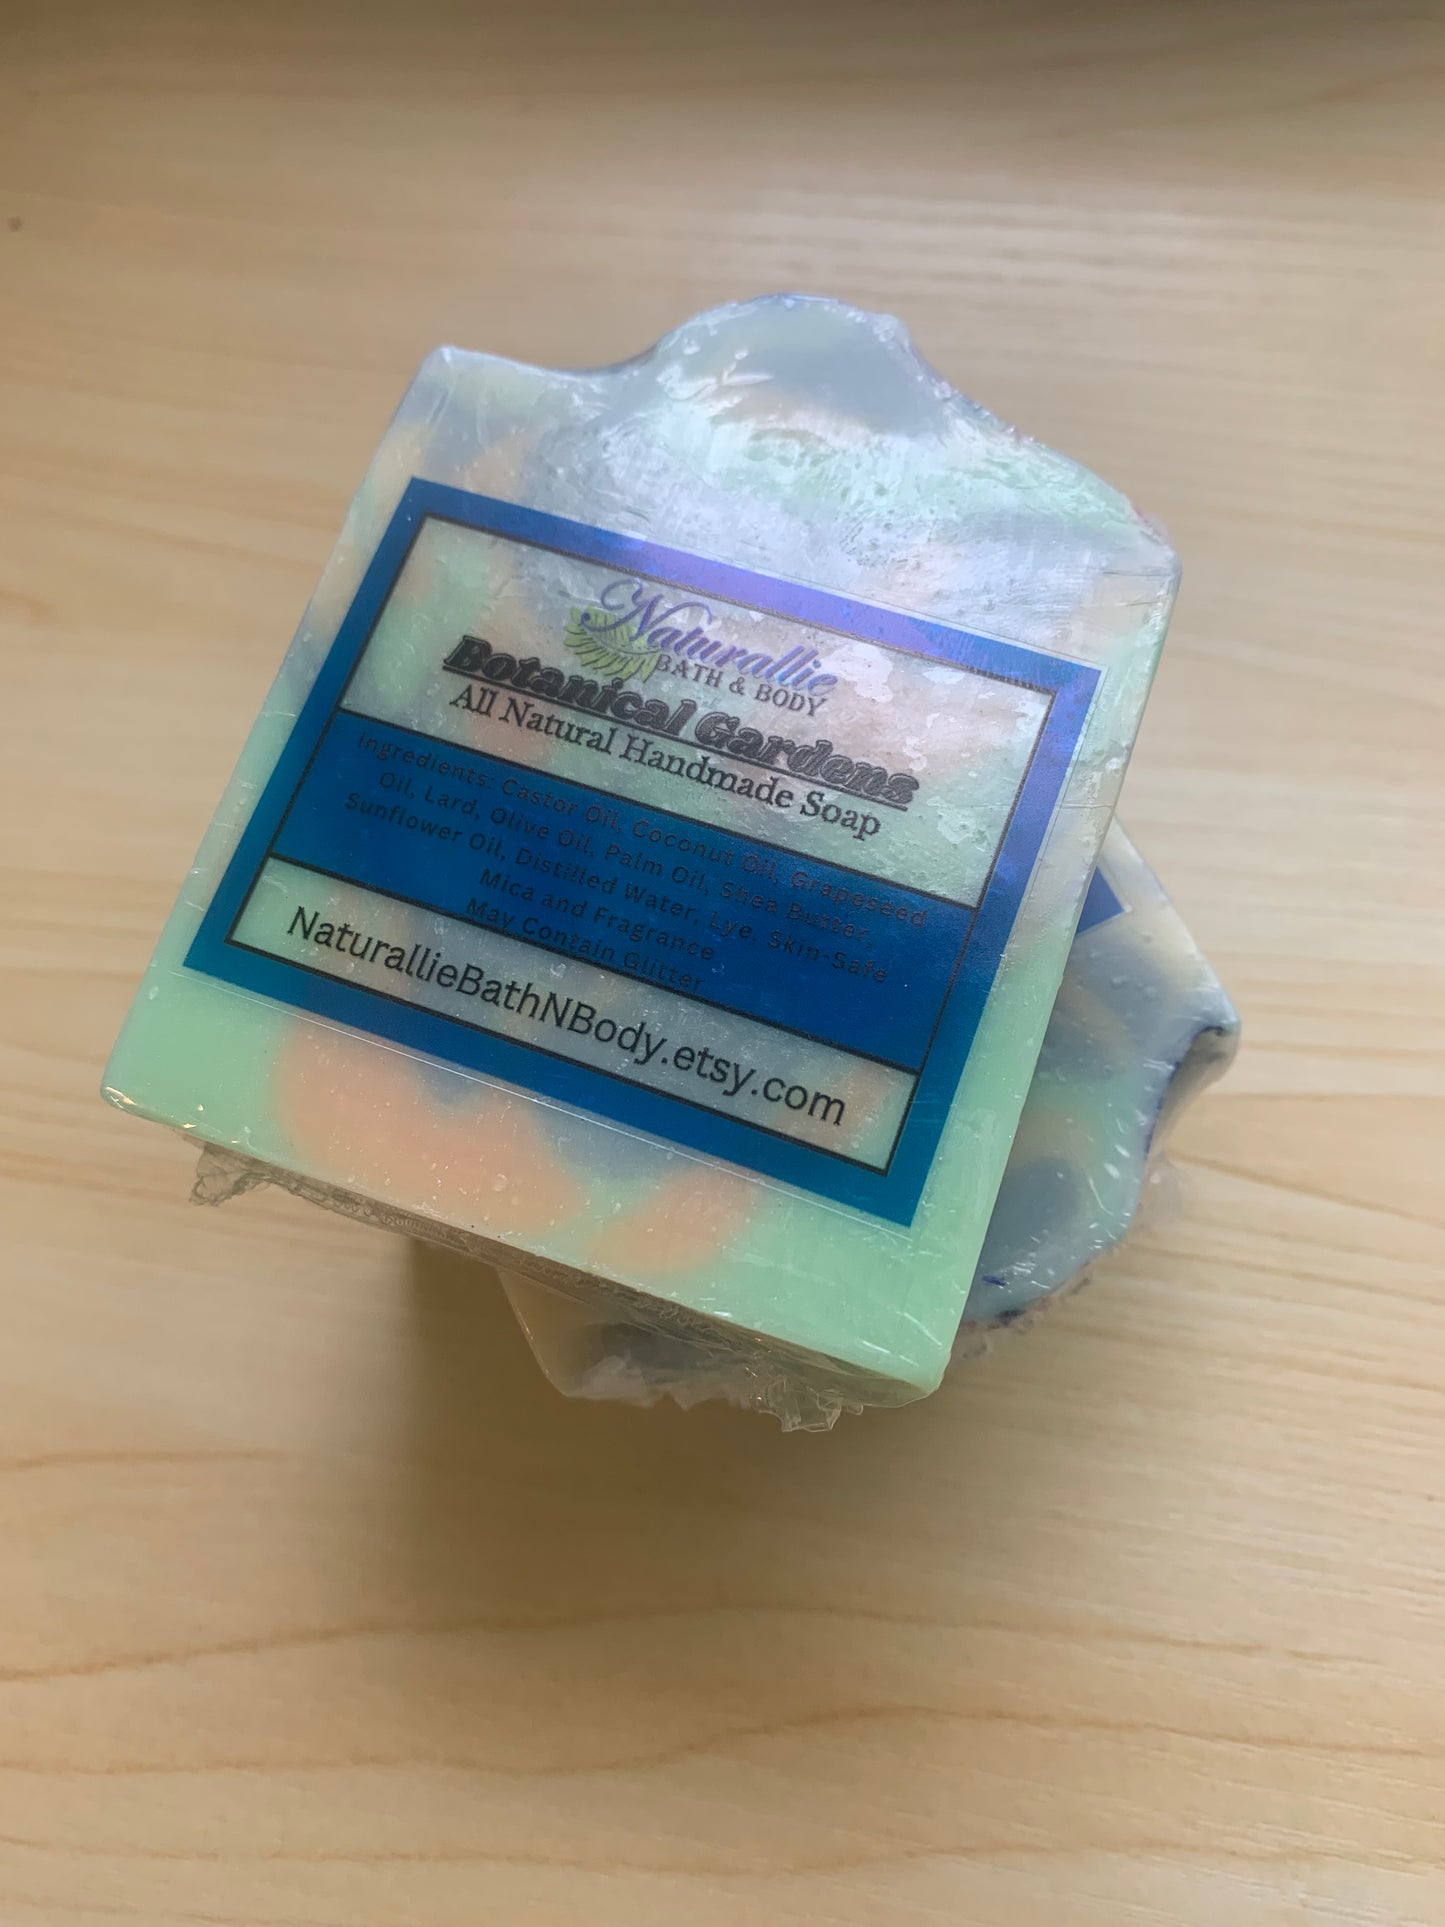 Naturallie
BATH & BODY
Botanical Gardens
All Natural Handmade Soap
Ingredients: Castor Oil, Coconut Oil, Grapeseed
Oil, Lard, Olive Oil, Palm Oil, Shea Butter,
Sunflower Oil, Distilled Water, Lye, Skin-Safe
Mica and Fragrance
May Contain Glitter
NaturallieBathNBody.etsy.com